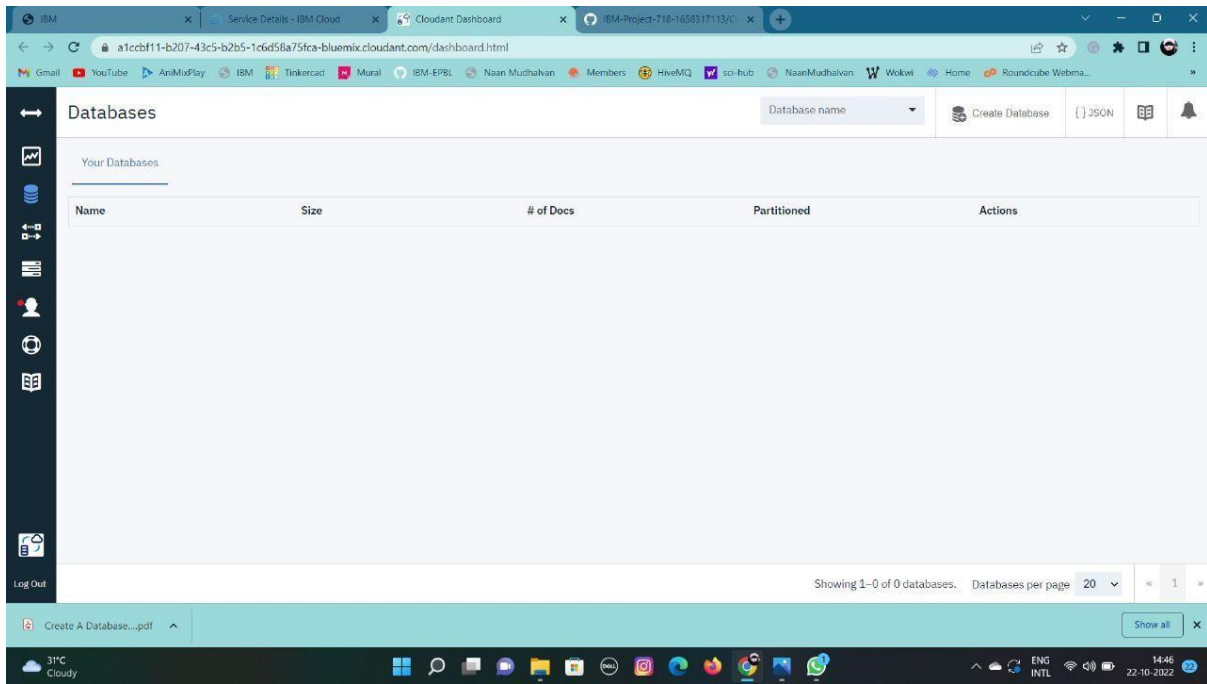 IBM
Service Details - IBM Cloud
Cloudant Dashboard
IBM-Project-718-1658317113/
a1ccbf11-b207-43c5-b2b5-1c6d58a75fca-bluemix.cloudant.com/dashboard.html
Gmail YouTube AniMixPlay IBM Tinkercad Mural IBM-EPBL Naan Mudhalvan Members HiveMQ sci-hub NaanMudhalvan Wokwi Home Roundcube Webma...
Databases
Database name
Create Database
{ } JSON
Your Databases
Name Size # of Docs Partitioned Actions
Showing 1–0 of 0 databases. Databases per page 20 « 1 »
Log Out
Create A Database....pdf
Show all
31°C
Cloudy
DELL
ENG
INTL
14:46
22-10-2022
22